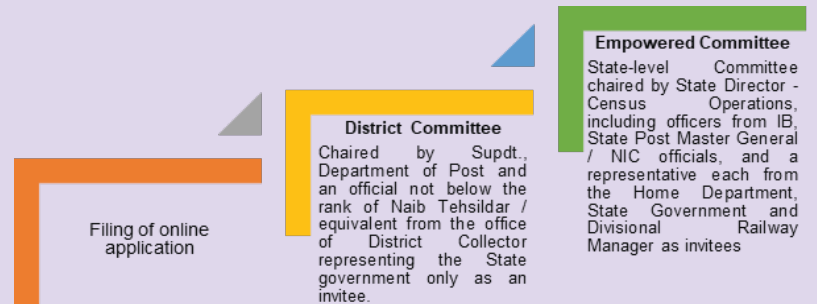 Filing of online
application
District Committee
Chaired by Supdt.,
Department of Post and
an official not below the
rank of Naib Tehsildar /
equivalent from the office
of District Collector
representing the State
government only as an
invitee.
Empowered Committee
State-level Committee
chaired by State Director -
Census Operations,
including officers from IB,
State Post Master General
/ NIC officials, and a
representative each from
the Home Department,
State Government and
Divisional Railway
Manager as invitees